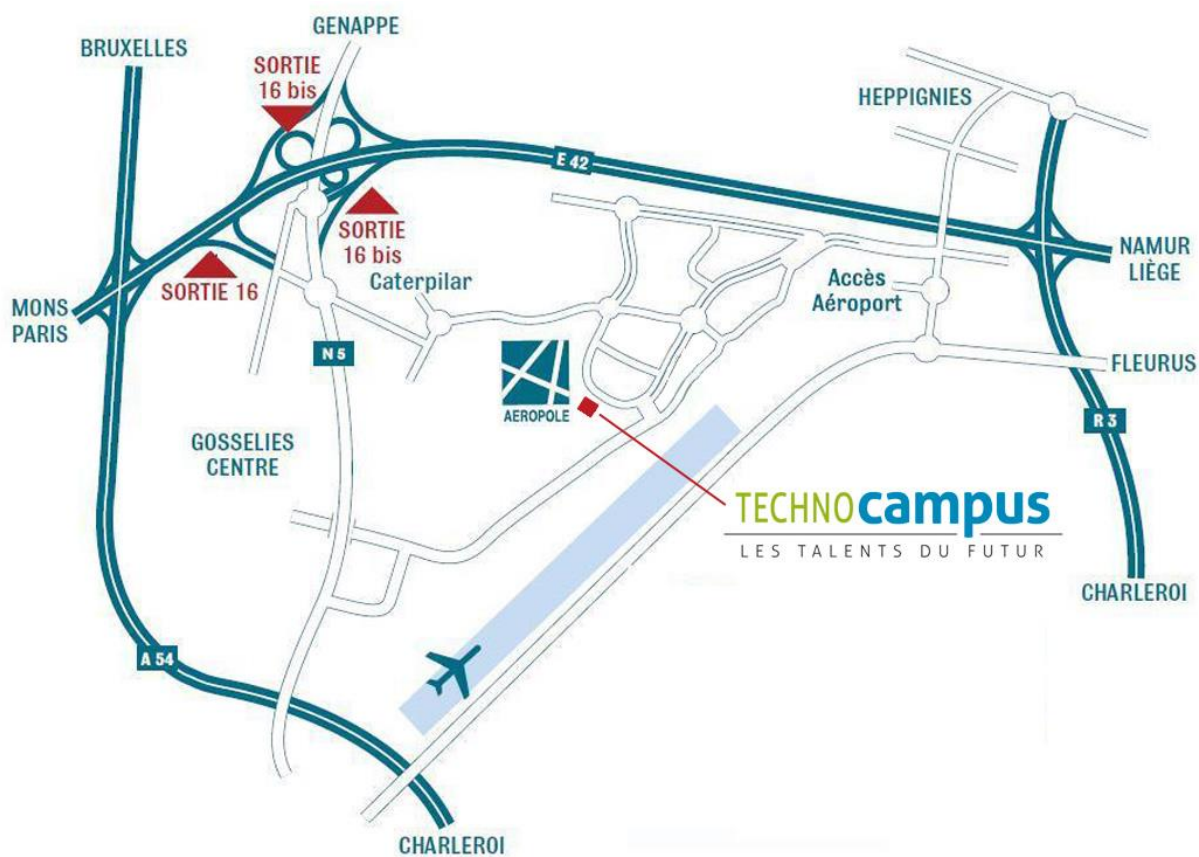 GENAPPE
BRUXELLES
SORTIE
16 bis
HEPPIGNIES
E 42
SORTIE
16 bis
NAMUR
LIÈGE
SORTIE 16
Caterpilar
Accès
Aéroport
MONS
PARIS
N 5
FLEURUS
AEROPOLE
R 3
GOSSELIES
CENTRE
TECHNOcampus
LES TALENTS DU FUTUR
CHARLEROI
A 54
CHARLEROI